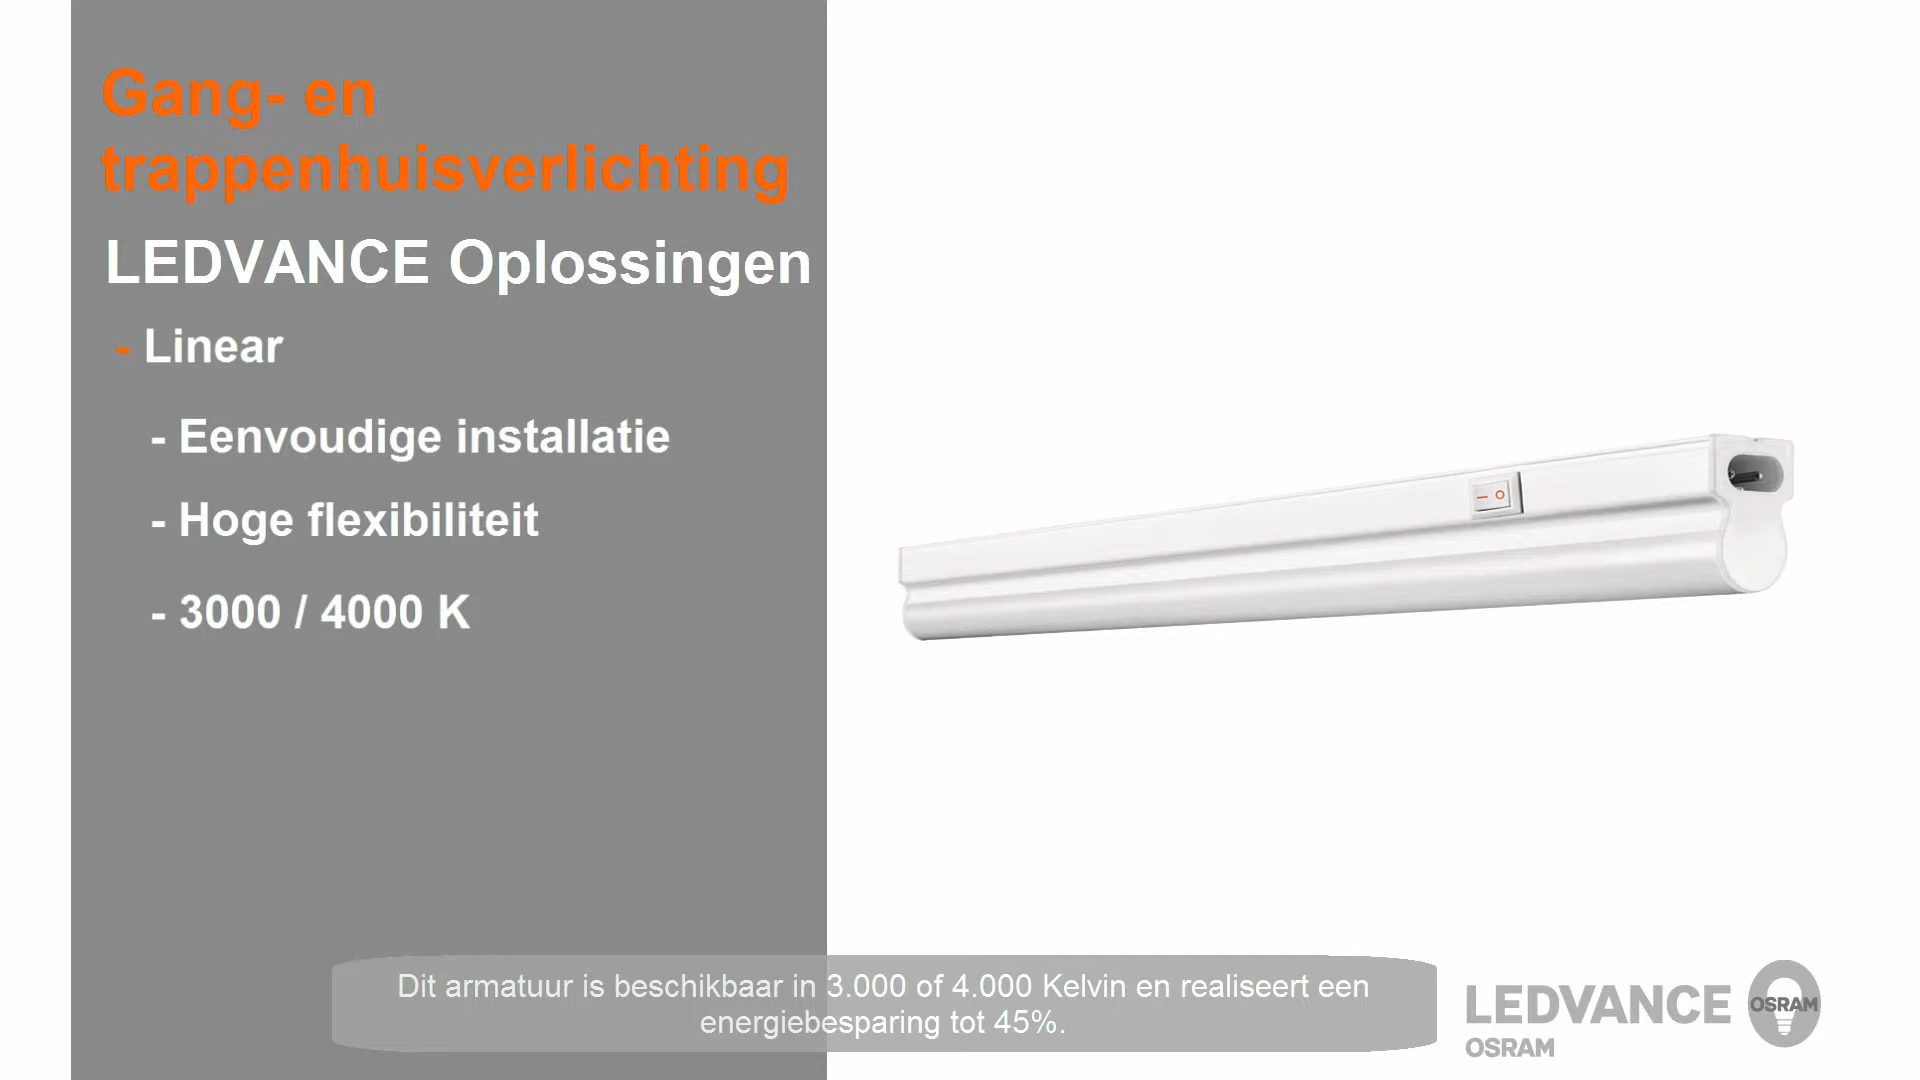 Gang- en
trappenhuisverlichting
LEDVANCE Oplossingen
- Linear
- Eenvoudige installatie
- Hoge flexibiliteit
- 3000 / 4000 K
Dit armatuur is beschikbaar in 3.000 of 4.000 Kelvin en realiseert een
energiebesparing tot 45%.
LEDVANCE
OSRAM
OSRAM